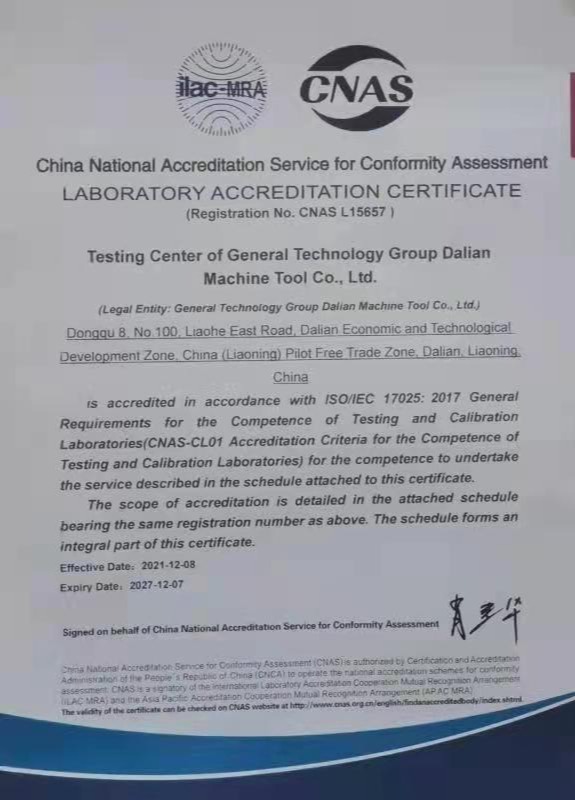 ilac-MRA
CNAS
China National Accreditation Service for Conformity Assessment
LABORATORY ACCREDITATION CERTIFICATE
(Registration No. CNAS L15657 )
Testing Center of General Technology Group Dalian
Machine Tool Co., Ltd.
(Legal Entity: General Technology Group Dalian Machine Tool Co., Ltd.)
Dongqu 8, No.100, Liaohe East Road, Dalian Economic and Technological
Development Zone, China (Liaoning) Pilot Free Trade Zone, Dalian, Liaoning,
China
is accredited in accordance with ISO/IEC 17025: 2017 General
Requirements for the Competence of Testing and Calibration
Laboratories(CNAS-CL01 Accreditation Criteria for the Competence of
Testing and Calibration Laboratories) for the competence to undertake
the service described in the schedule attached to this certificate.
The scope of accreditation is detailed in the attached schedule
bearing the same registration number as above. The schedule forms an
integral part of this certificate.
Effective Date: 2021-12-08
Expiry Date: 2027-12-07
Signed on behalf of China National Accreditation Service for Conformity Assessment
China National Accreditation Service for Conformity Assessment (CNAS) is authorized by Certification and Accreditation
Administration of the People's Republic of China (CNCA) to operate the national accreditation schemes for conformity
assessment. CNAS is a signatory of the International Laboratory Accreditation Cooperation Mutual Recognition Arrangement
(ILAC MRA) and the Asia Pacific Accreditation Cooperation Mutual Recognition Arrangement (APAC MRA).
The validity of the certificate can be checked on CNAS website at http://www.cnas.org.cn/english/findanaccreditedbody/index.shtml